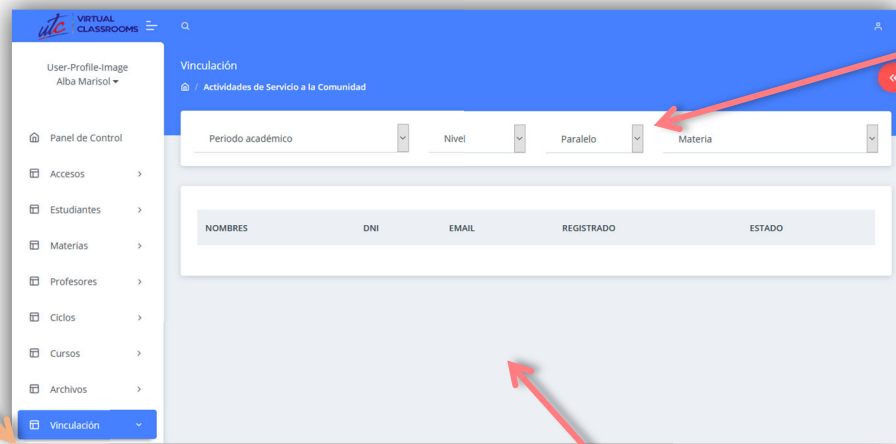 utc VIRTUAL CLASSROOMS
User-Profile-Image
Alba Marisol
Panel de Control
Accesos
Estudiantes
Materias
Profesores
Ciclos
Cursos
Archivos
Vinculación
Vinculación
/ Actividades de Servicio a la Comunidad
Periodo académico Nivel Paralelo Materia
NOMBRES DNI EMAIL REGISTRADO ESTADO